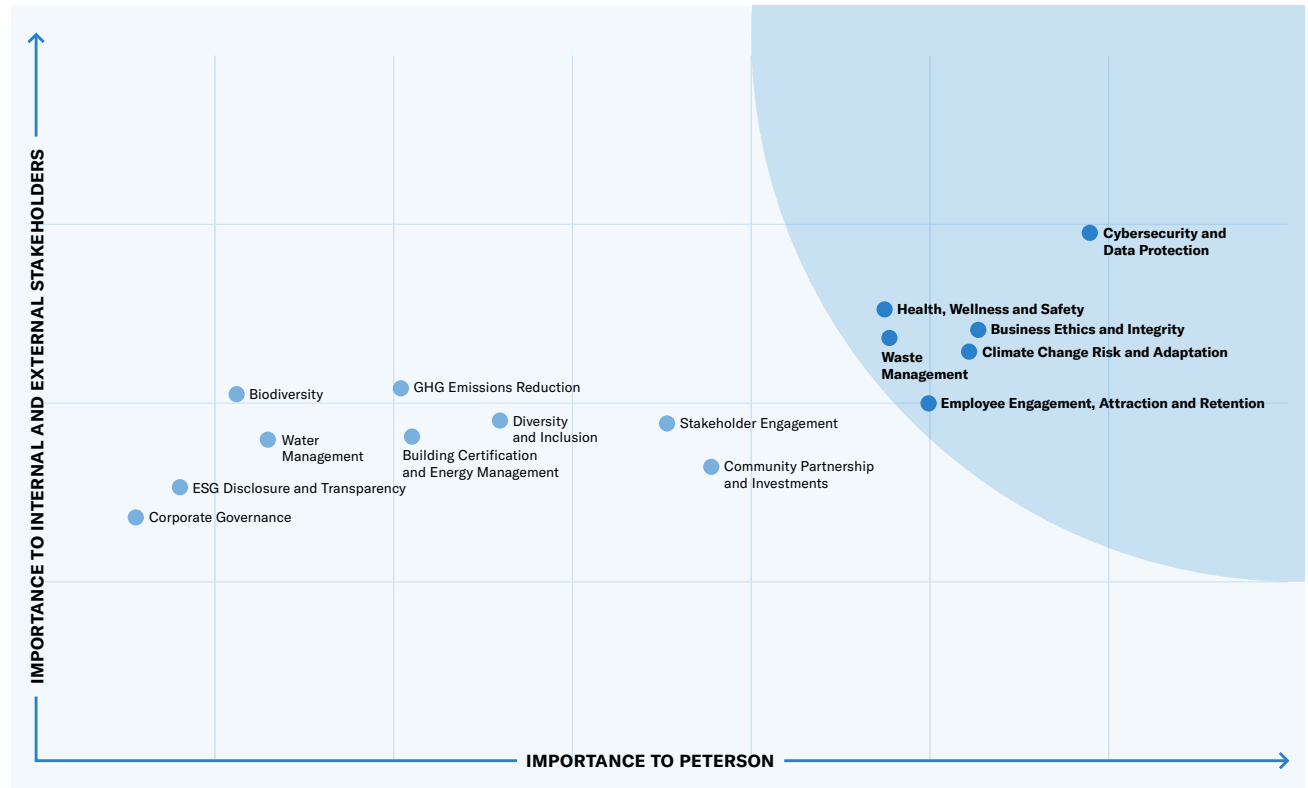 IMPORTANCE TO INTERNAL AND EXTERNAL STAKEHOLDERS
Cybersecurity and
Data Protection
Health, Wellness and Safety
Business Ethics and Integrity
Waste
Management
Climate Change Risk and Adaptation
Employee Engagement, Attraction and Retention
Biodiversity
GHG Emissions Reduction
Diversity
and Inclusion
Stakeholder Engagement
Water
Management
Building Certification
and Energy Management
Community Partnership
and Investments
ESG Disclosure and Transparency
Corporate Governance
IMPORTANCE TO PETERSON